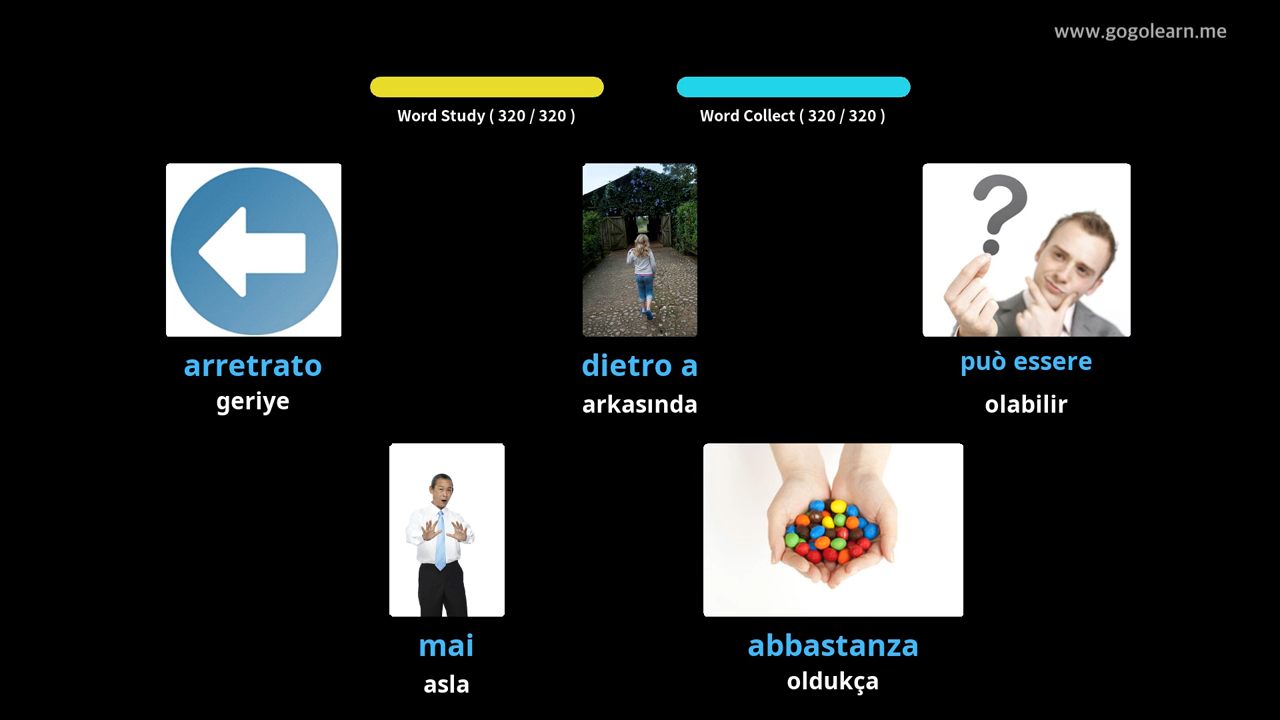 www.gogolearn.me
Word Study ( 320 / 320 )
Word Collect ( 320 / 320 )
arretrato
geriye
dietro a
arkasında
può essere
olabilir
mai
asla
abbastanza
oldukça